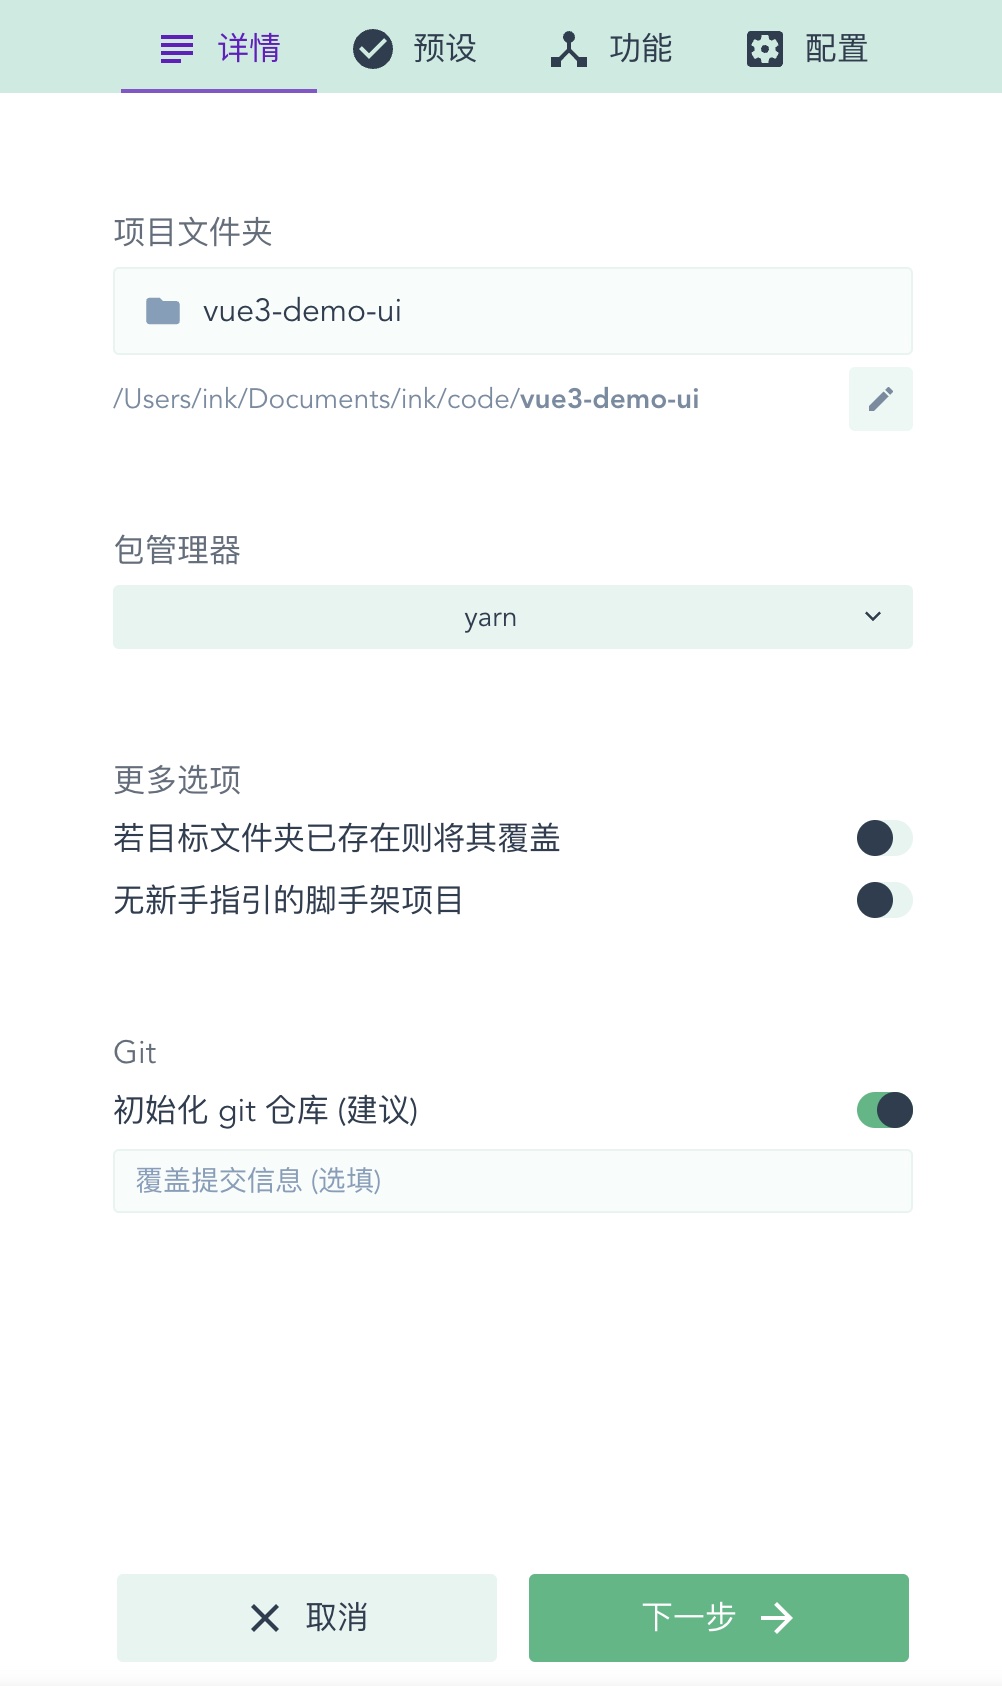 详情 预设 功能 配置
项目文件夹
vue3-demo-ui
/Users/ink/Documents/ink/code/vue3-demo-ui
包管理器
yarn
更多选项
若目标文件夹已存在则将其覆盖
无新手指引的脚手架项目
Git
初始化 git 仓库 (建议)
覆盖提交信息 (选填)
取消 下一步